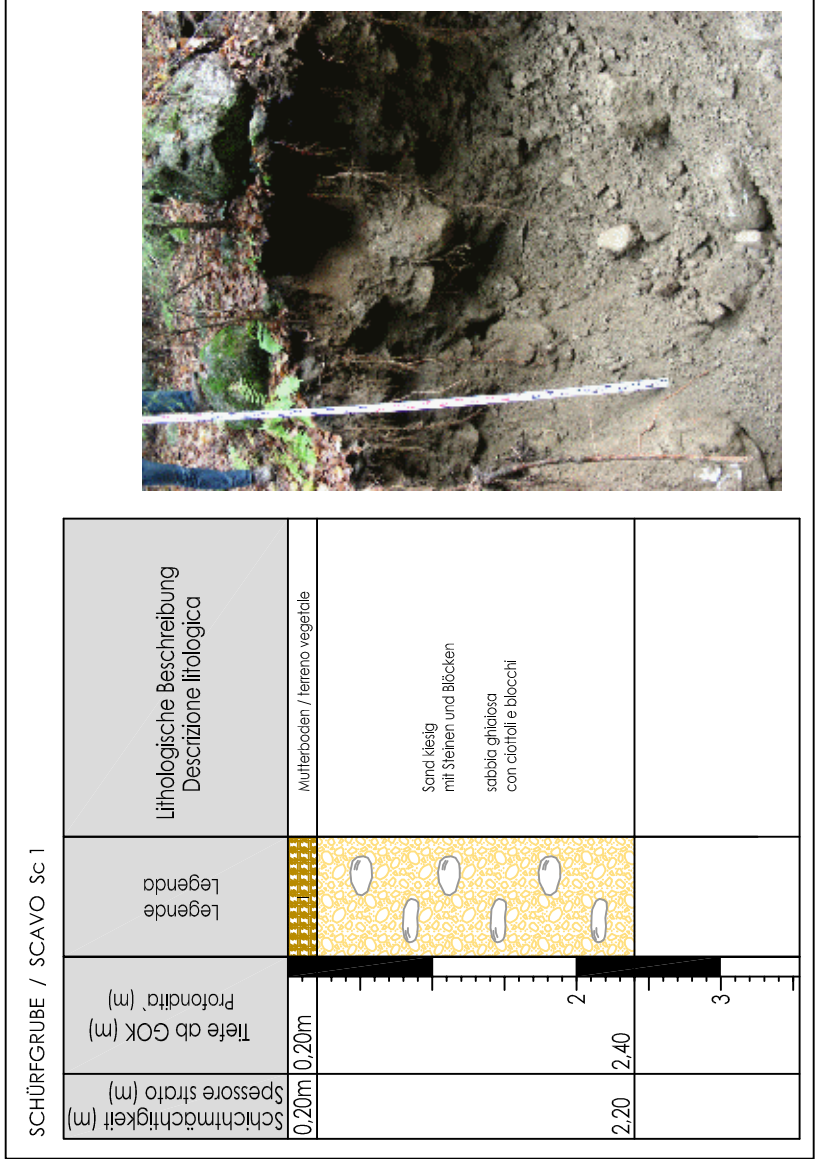 SCHÜRFGRUBE / SCAVO Sc 1
Schichtmächtigkeit (m)
Spessore strato (m)
Tiefe ab GOK (m)
Profondita` (m)
Legende
Legenda
Lithologische Beschreibung
Descrizione litologica
0,20m
0,20m
Mutterboden / terreno vegetale
2,20
2,40
2
3
Sand kiesig
mit Steinen und Blöcken
sabbia ghiaiosa
con ciottoli e blocchi